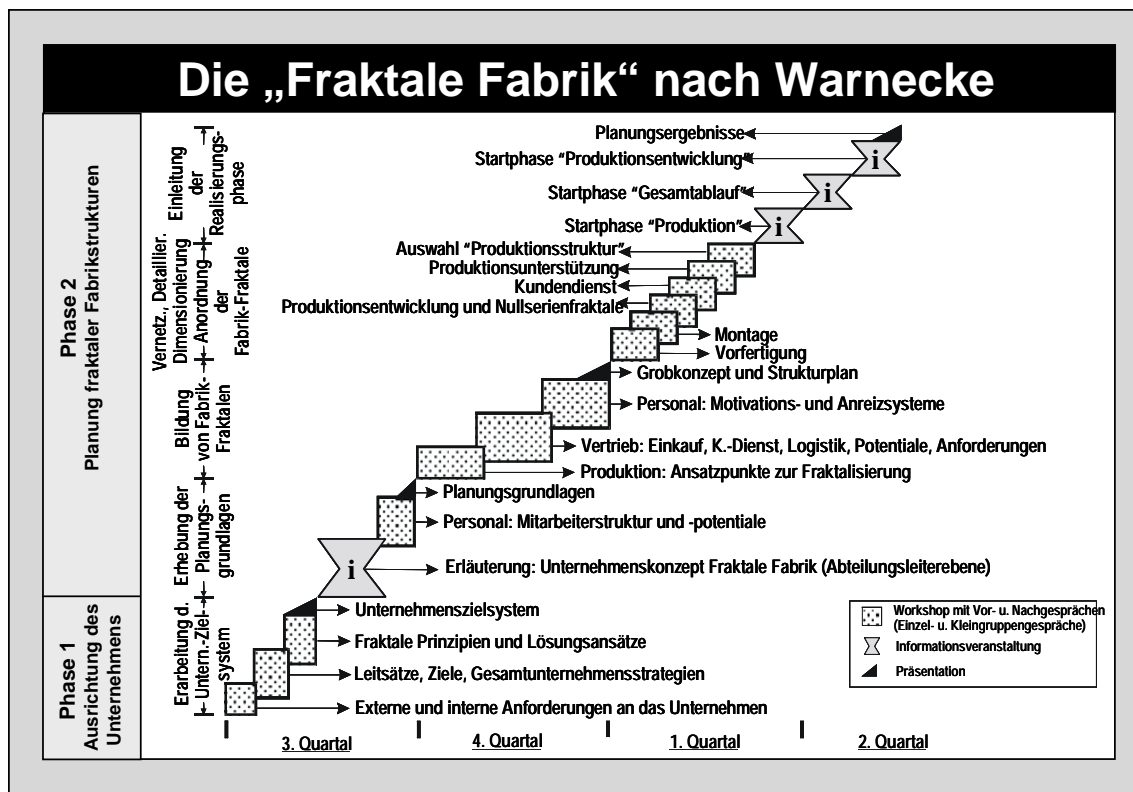 Die „Fraktale Fabrik“ nach Warnecke
Phase 2
Planung fraktaler Fabrikstrukturen
Phase 1
Ausrichtung des
Unternehmens
Einleitung
der
Realisierungs-
phase
Vernetz., Detaillier.
Dimensionierung
Anordnung
der
Fabrik-Fraktale
Bildung
von Fabrik-
Fraktalen
Erhebung der
Planungs-
grundlagen
Erarbeitung d.
Untern.-Ziel-
system
Planungsergebnisse
Startphase "Produktionsentwicklung"
i
Startphase "Gesamtablauf"
i
Startphase "Produktion"
i
Auswahl "Produktionsstruktur"
Produktionsunterstützung
Kundendienst
Produktionsentwicklung und Nullserienfraktale
Montage
Vorfertigung
Grobkonzept und Strukturplan
Personal: Motivations- und Anreizsysteme
Vertrieb: Einkauf, K.-Dienst, Logistik, Potentiale, Anforderungen
Produktion: Ansatzpunkte zur Fraktalisierung
Planungsgrundlagen
Personal: Mitarbeiterstruktur und -potentiale
i
Erläuterung: Unternehmenskonzept Fraktale Fabrik (Abteilungsleiterebene)
Unternehmenszielsystem
Fraktale Prinzipien und Lösungsansätze
Leitsätze, Ziele, Gesamtunternehmensstrategien
Externe und interne Anforderungen an das Unternehmen
Workshop mit Vor- u. Nachgesprächen
(Einzel- u. Kleingruppengespräche)
Informationsveranstaltung
Präsentation
3. Quartal
4. Quartal
1. Quartal
2. Quartal